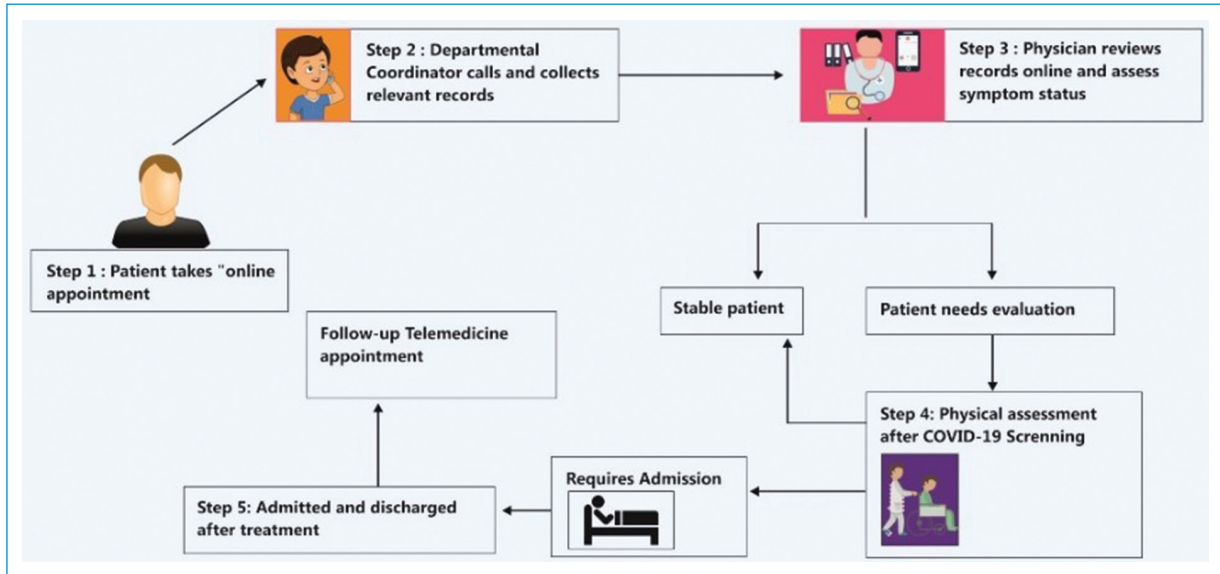 Step 1 : Patient takes "online
appointment
Step 2 : Departmental
Coordinator calls and collects
relevant records
Step 3 : Physician reviews
records online and assess
symptom status
Stable patient
Patient needs evaluation
Step 4: Physical assessment
after COVID-19 Screnning
Requires Admission
Step 5: Admitted and discharged
after treatment
Follow-up Telemedicine
appointment